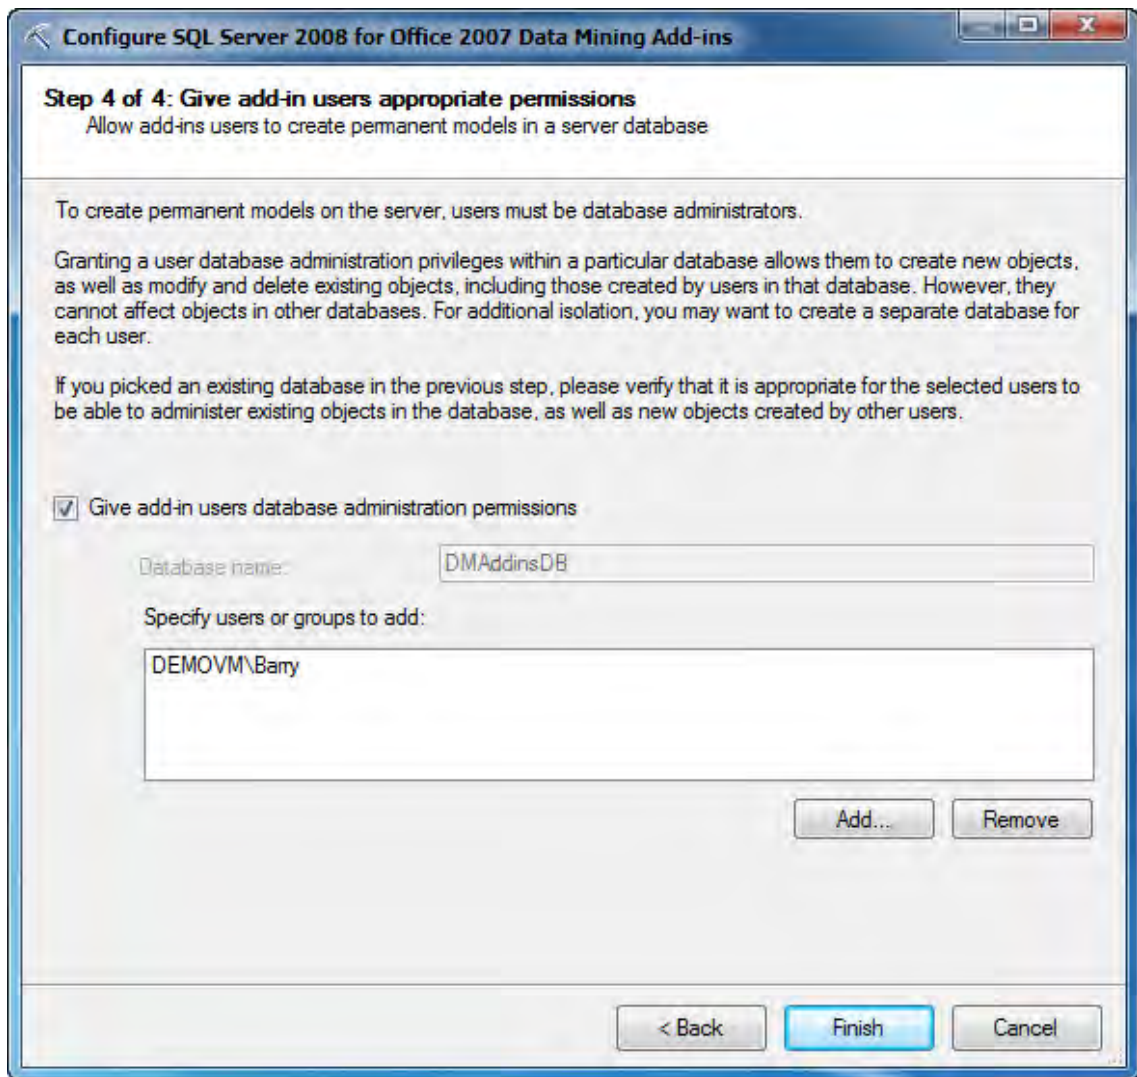 Configure SQL Server 2008 for Office 2007 Data Mining Add-ins
Step 4 of 4: Give add-in users appropriate permissions
Allow add-ins users to create permanent models in a server database
To create permanent models on the server, users must be database administrators.
Granting a user database administration privileges within a particular database allows them to create new objects,
as well as modify and delete existing objects, including those created by users in that database. However, they
cannot affect objects in other databases. For additional isolation, you may want to create a separate database for
each user.
If you picked an existing database in the previous step, please verify that it is appropriate for the selected users to
be able to administer existing objects in the database, as well as new objects created by other users.
Give add-in users database administration permissions
Database name: DMAddinsDB
Specify users or groups to add:
DEMOVM\Barry
Add... Remove
< Back Finish Cancel